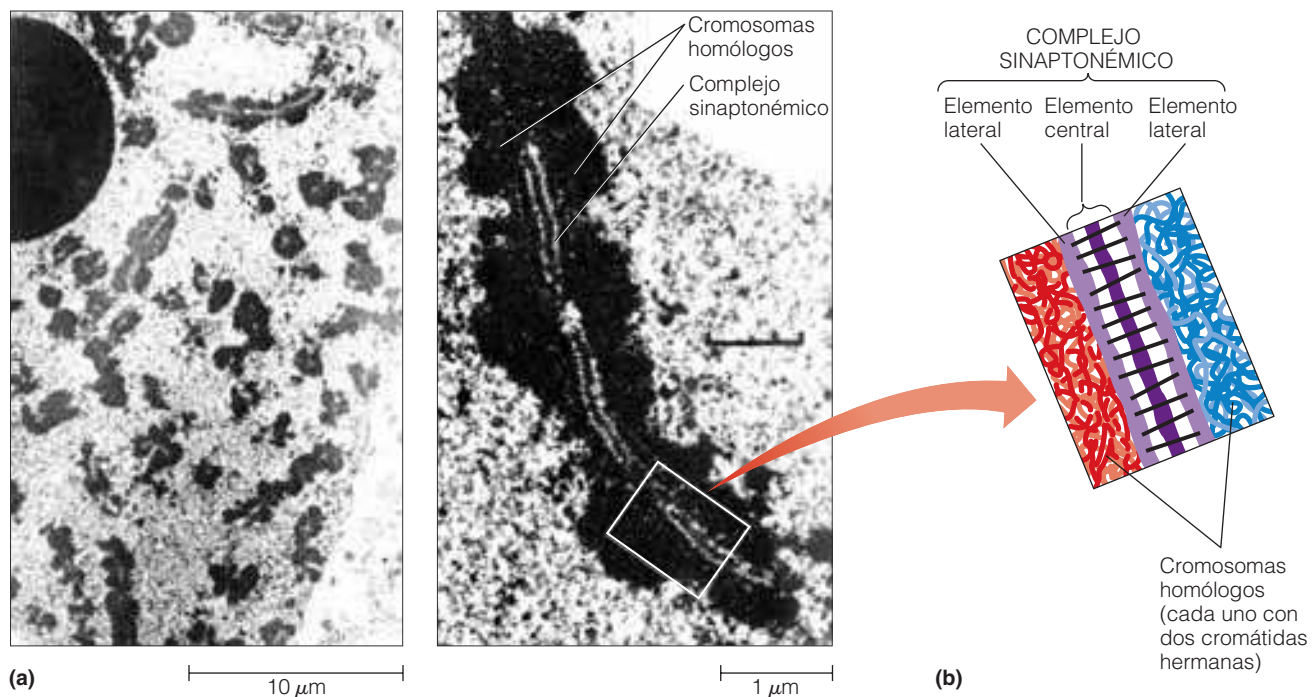 Cromosomas
homólogos
Complejo
sinaptonémico
(a)
10 μm
1 μm
COMPLEJO
SINAPTONÉMICO
Elemento
lateral
Elemento
central
Elemento
lateral
Cromosomas
homólogos
(cada uno con
dos cromátidas
hermanas)
(b)